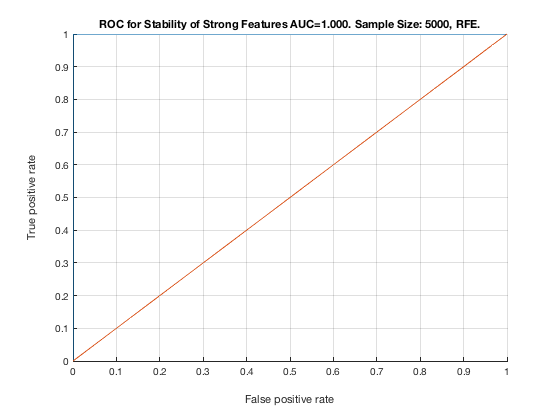 ROC for Stability of Strong Features AUC=1.000. Sample Size: 5000, RFE.
1
0.9
0.8
0.7
0.6
0.5
0.4
0.3
0.2
0.1
0
True positive rate
0 0.1 0.2 0.3 0.4 0.5 0.6 0.7 0.8 0.9 1
False positive rate